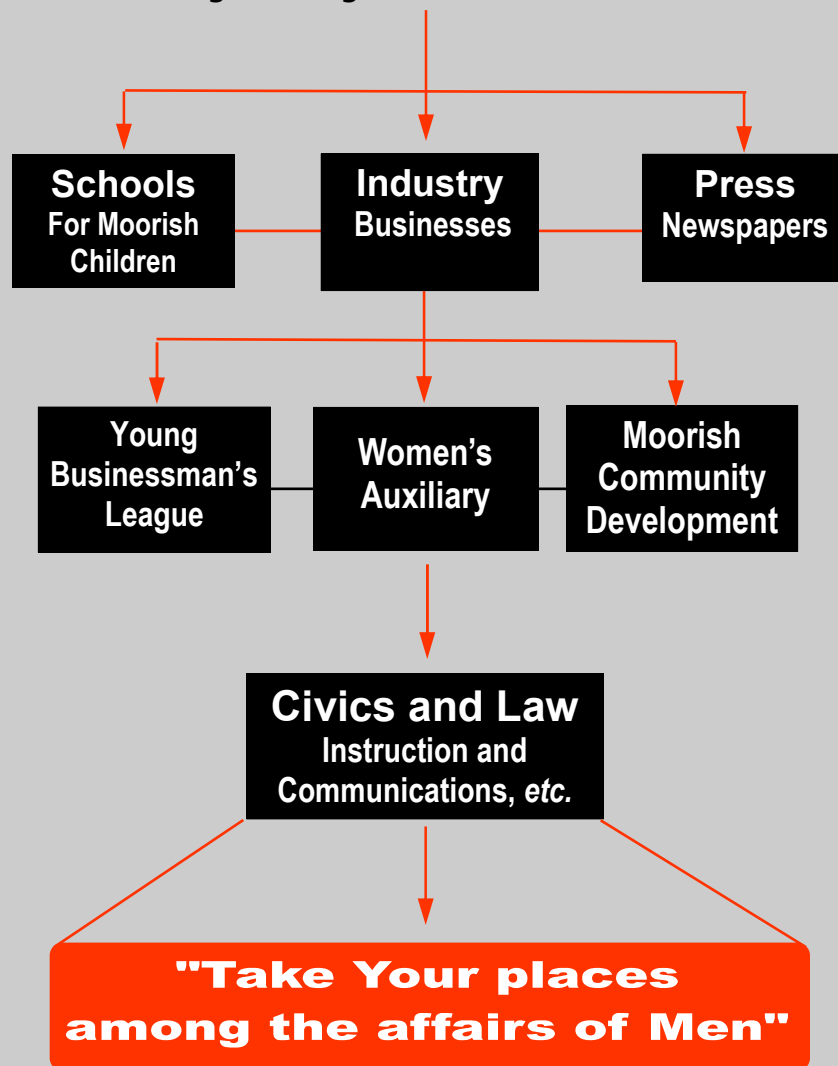 Schools
For Moorish
Children
Industry
Businesses
Press
Newspapers
Young
Businessman’s
League
Women’s
Auxiliary
Moorish
Community
Development
Civics and Law
Instruction and
Communications, etc.
"Take Your places
among the affairs of Men"